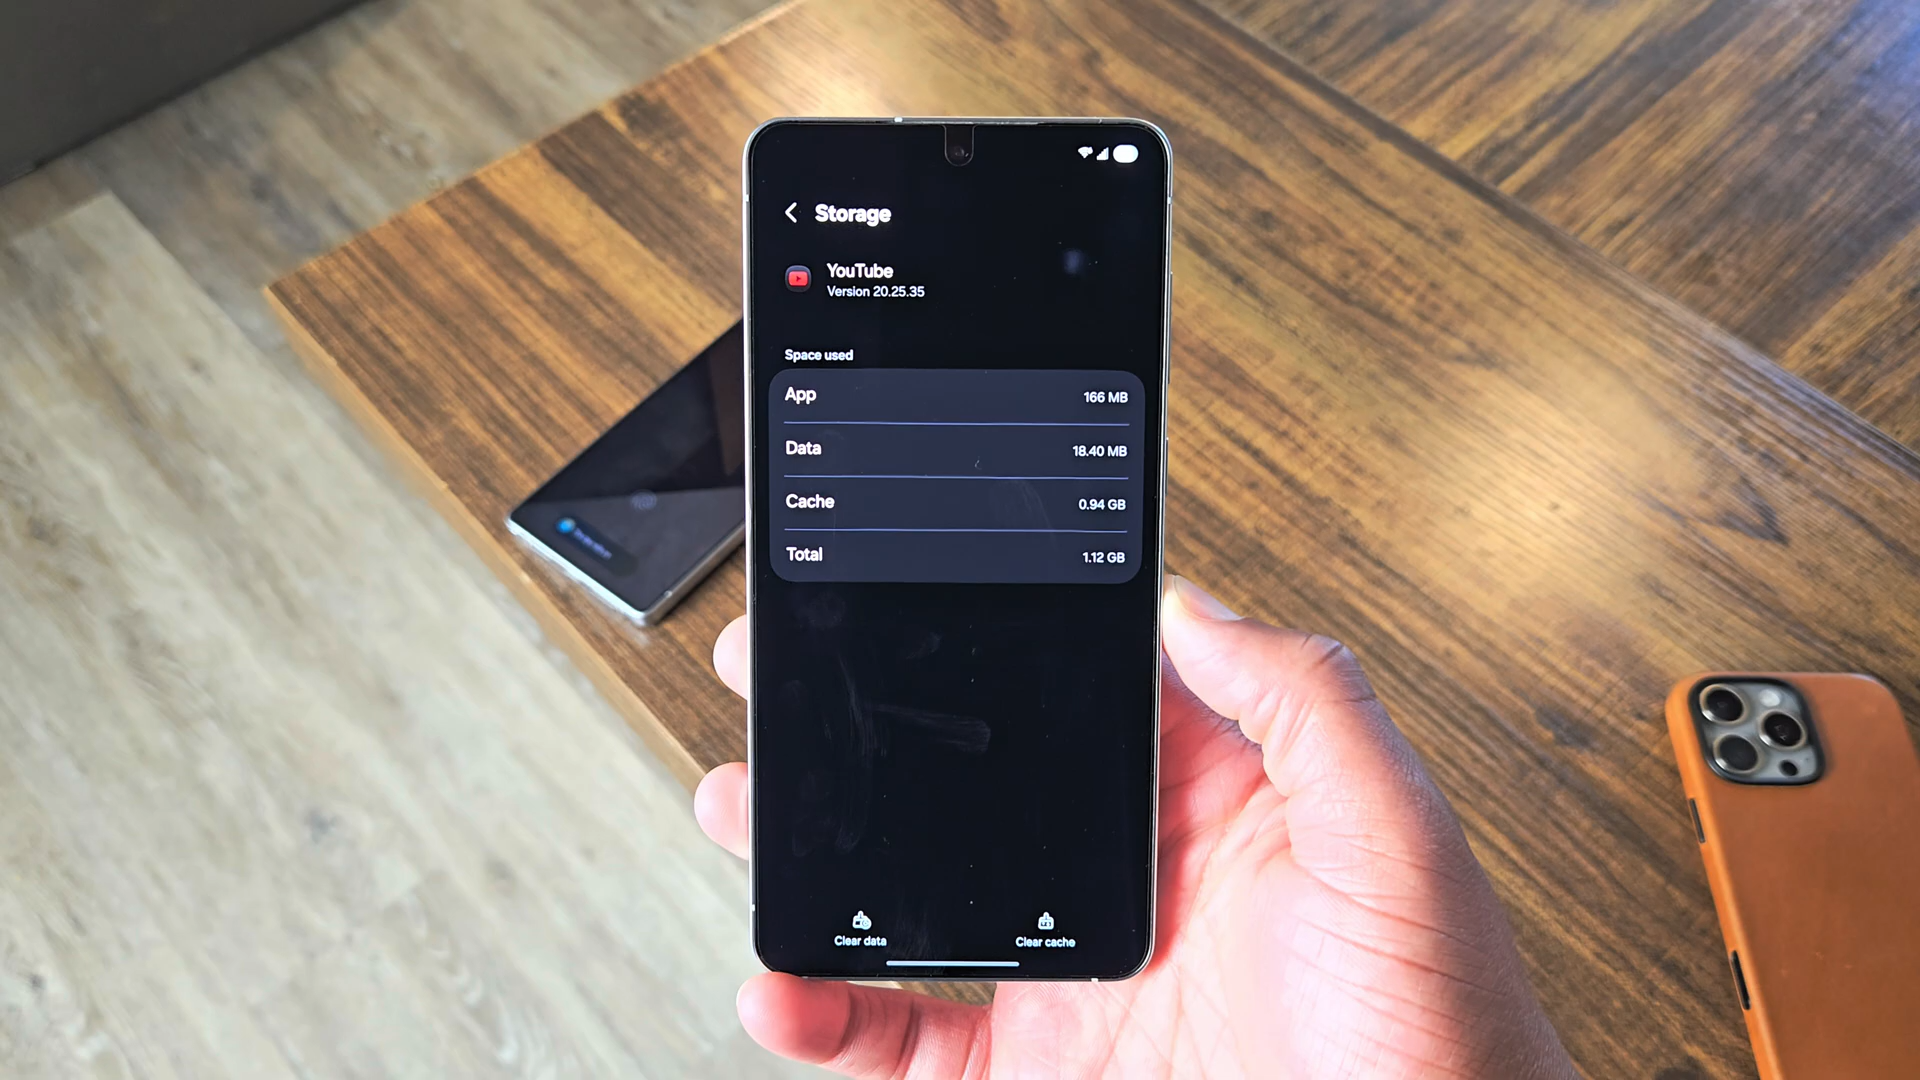 Storage
YouTube
Version 20.25.35
Space used
App 166 MB
Data 18.40 MB
Cache 0.94 GB
Total 1.12 GB
Clear data Clear cache